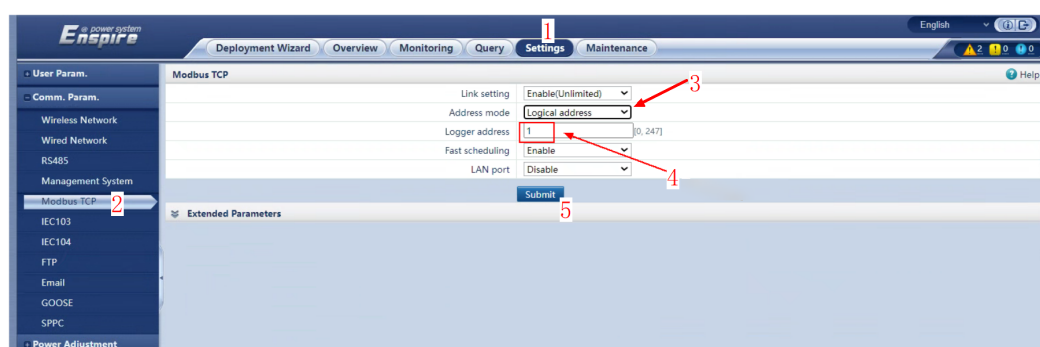 e power system
Enspire
English
1
Deployment Wizard Overview Monitoring Query Settings Maintenance
2 0 0
User Param.
Modbus TCP
Help
Comm. Param.
Link setting Enable(Unlimited)
3
Address mode Logical address
Wireless Network
Logger address 1 [0, 247]
Wired Network
Fast scheduling Enable
RS485
LAN port Disable
4
Management System
Submit
Modbus TCP
2
5
Extended Parameters
IEC103
IEC104
FTP
Email
GOOSE
SPPC
Power Adjustment